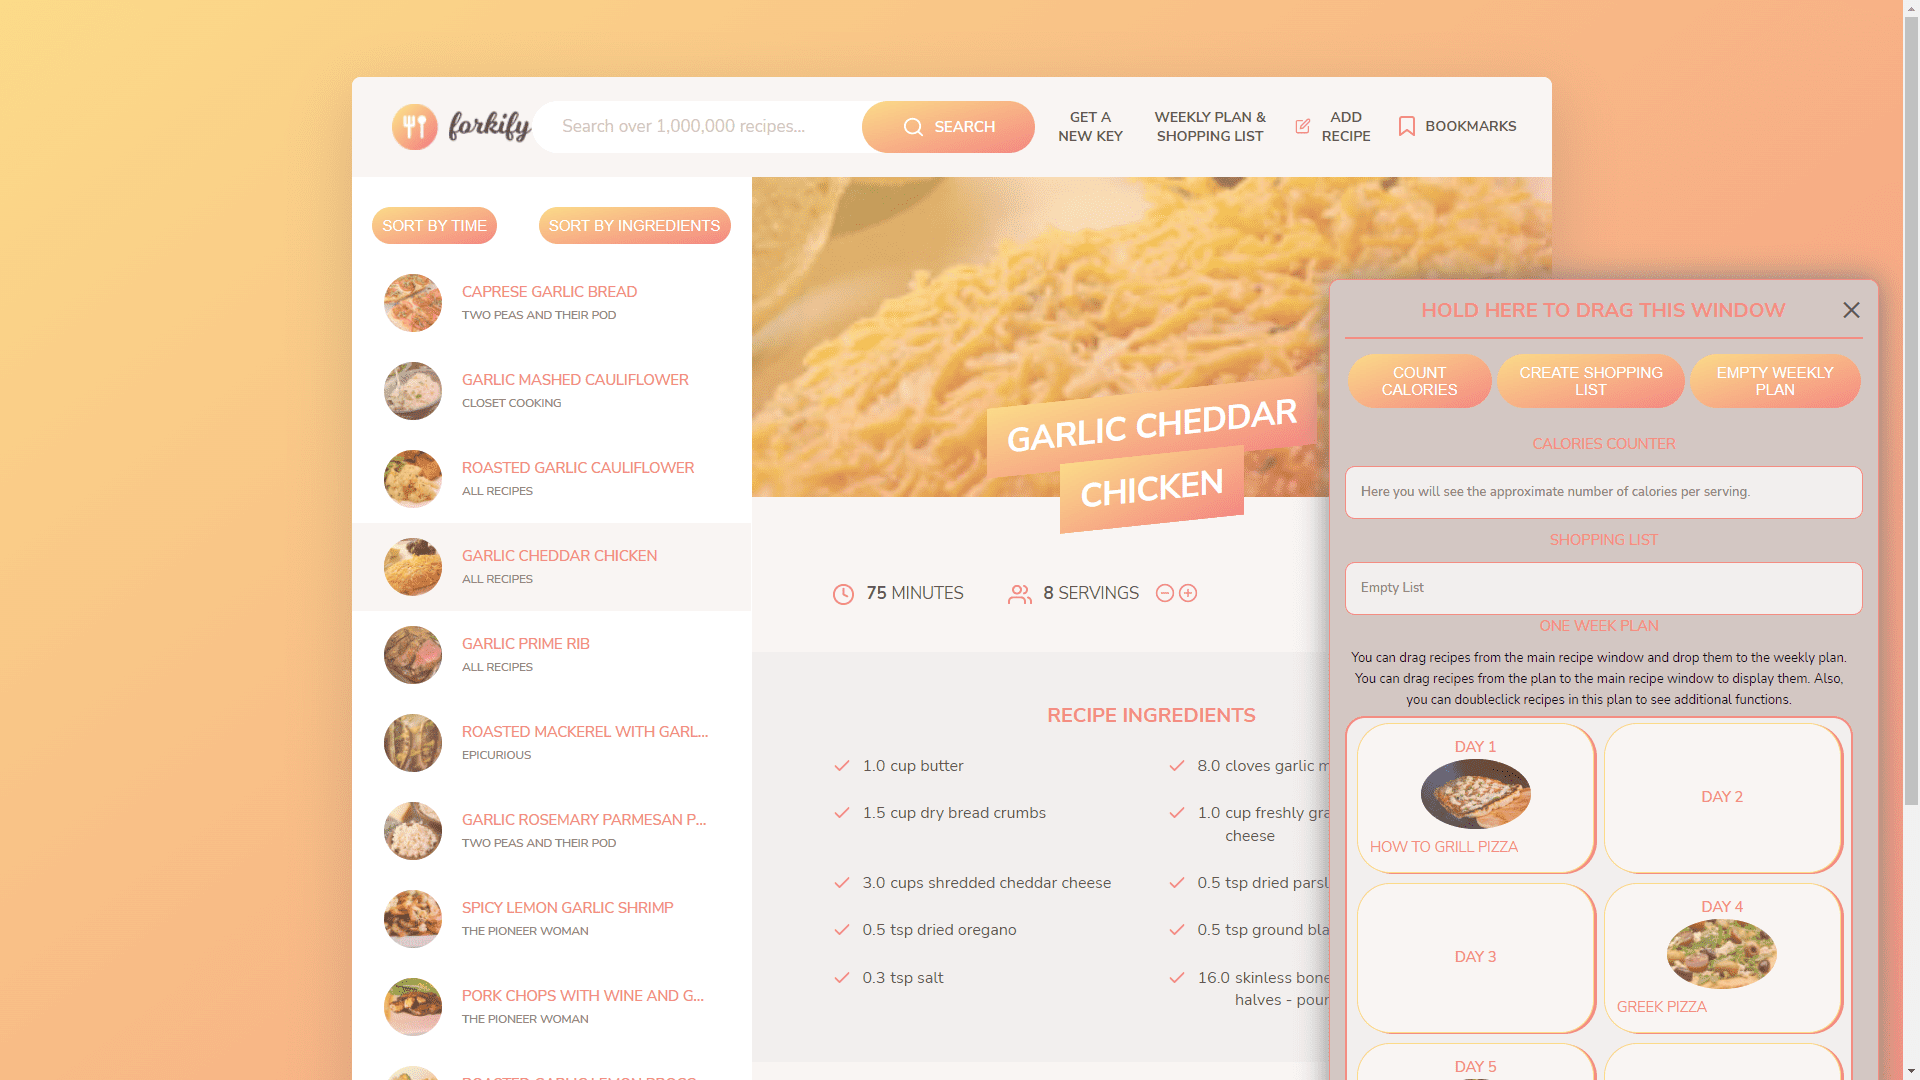 forkify
Search over 1,000,000 recipes...
SEARCH
GET A
NEW KEY
WEEKLY PLAN &
SHOPPING LIST
ADD
RECIPE
BOOKMARKS
SORT BY TIME
SORT BY INGREDIENTS
CAPRESE GARLIC BREAD
TWO PEAS AND THEIR POD
GARLIC MASHED CAULIFLOWER
CLOSET COOKING
ROASTED GARLIC CAULIFLOWER
ALL RECIPES
GARLIC CHEDDAR CHICKEN
ALL RECIPES
GARLIC PRIME RIB
ALL RECIPES
ROASTED MACKEREL WITH GARL...
EPICURIOUS
GARLIC ROSEMARY PARMESAN P...
TWO PEAS AND THEIR POD
SPICY LEMON GARLIC SHRIMP
THE PIONEER WOMAN
PORK CHOPS WITH WINE AND G...
THE PIONEER WOMAN
GARLIC CHEDDAR
CHICKEN
75 MINUTES
8 SERVINGS
RECIPE INGREDIENTS
1.0 cup butter
1.5 cup dry bread crumbs
3.0 cups shredded cheddar cheese
0.5 tsp dried oregano
0.3 tsp salt
8.0 cloves garlic m
1.0 cup freshly gra
cheese
0.5 tsp dried parsl
0.5 tsp ground bla
16.0 skinless bone
halves - pour
HOLD HERE TO DRAG THIS WINDOW
COUNT
CALORIES
CREATE SHOPPING
LIST
EMPTY WEEKLY
PLAN
CALORIES COUNTER
Here you will see the approximate number of calories per serving.
SHOPPING LIST
Empty List
ONE WEEK PLAN
You can drag recipes from the main recipe window and drop them to the weekly plan.
You can drag recipes from the plan to the main recipe window to display them. Also,
you can doubleclick recipes in this plan to see additional functions.
DAY 1
HOW TO GRILL PIZZA
DAY 2
DAY 3
DAY 4
GREEK PIZZA
DAY 5